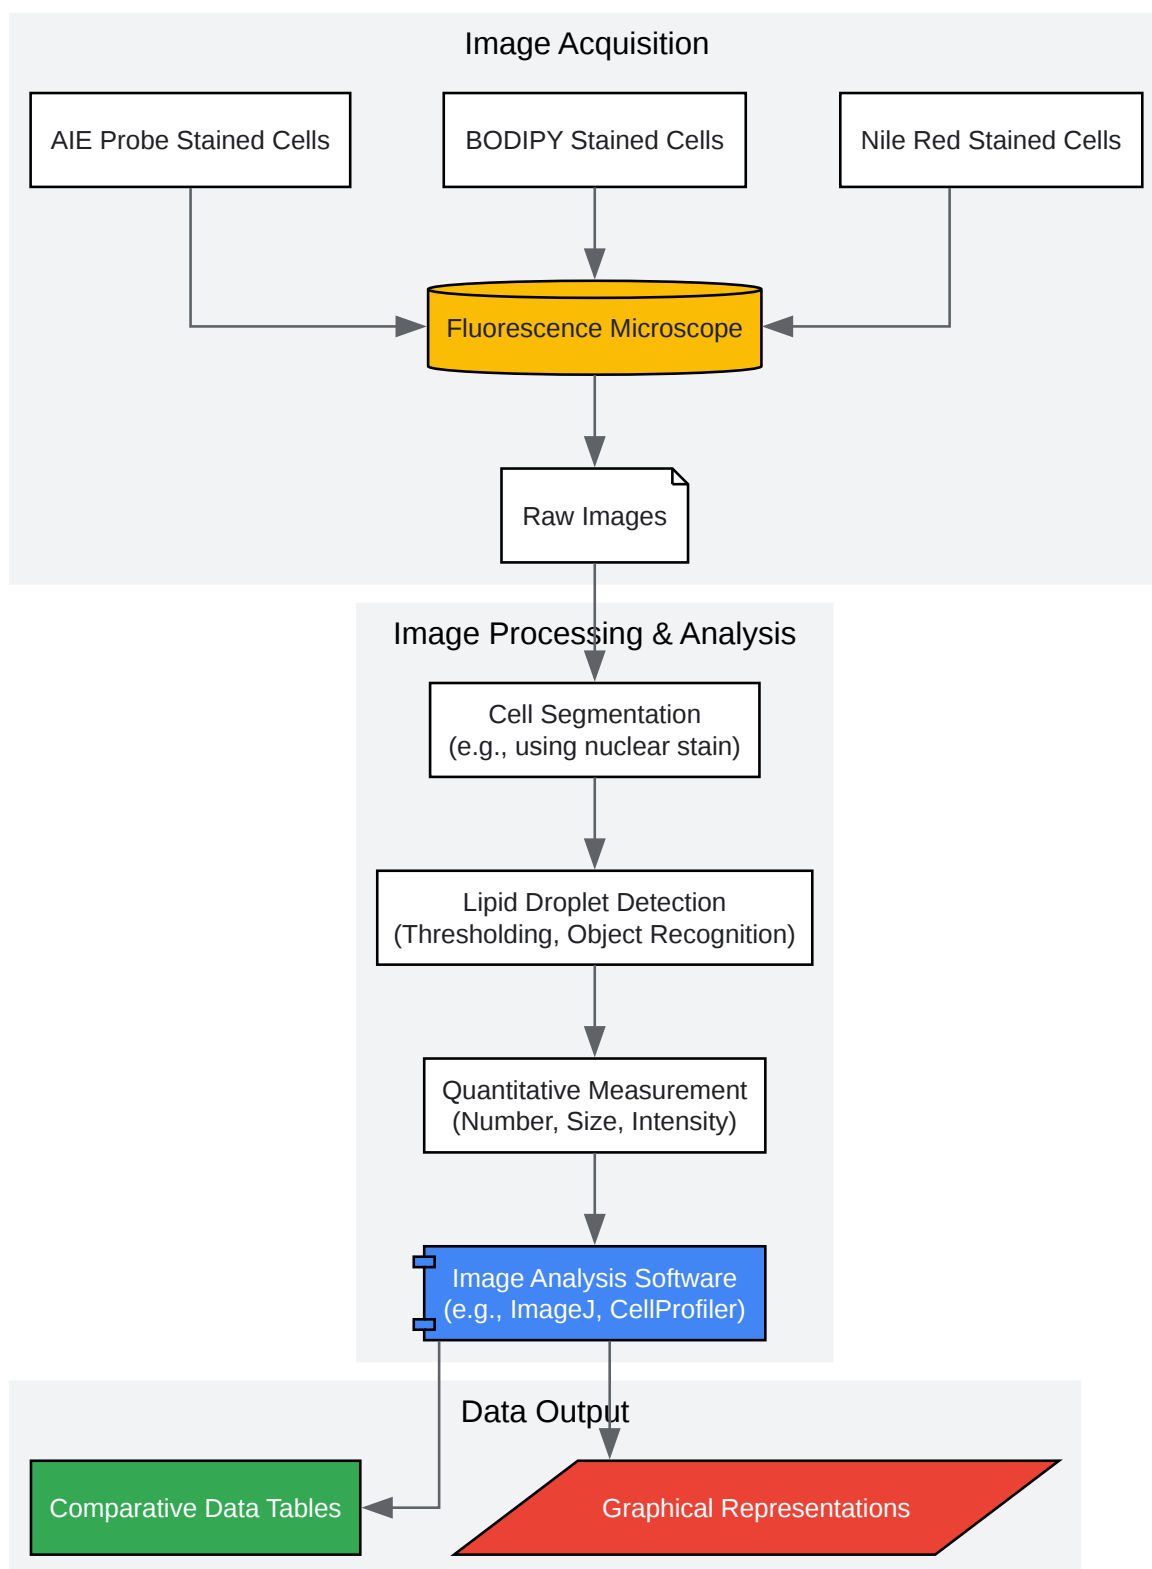 Image Acquisition
AIE Probe Stained Cells
BODIPY Stained Cells
Nile Red Stained Cells
Fluorescence Microscope
Raw Images
Image Processing & Analysis
Cell Segmentation
(e.g., using nuclear stain)
Lipid Droplet Detection
(Thresholding, Object Recognition)
Quantitative Measurement
(Number, Size, Intensity)
Image Analysis Software
(e.g., ImageJ, CellProfiler)
Data Output
Comparative Data Tables
Graphical Representations